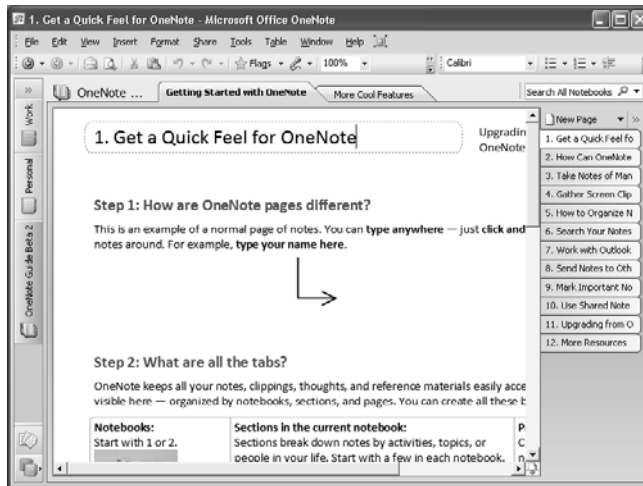 1. Get a Quick Feel for OneNote - Microsoft Office OneNote
File Edit View Insert Format Share Tools Table Window Help
Flags 100% Calibri
OneNote ... Getting Started with OneNote More Cool Features Search All Notebooks
Work
Personal
OneNote Guide Beta 2
1. Get a Quick Feel for OneNote
Upgradin
OneNote
Step 1: How are OneNote pages different?
This is an example of a normal page of notes. You can type anywhere — just click and
notes around. For example, type your name here.
Step 2: What are all the tabs?
OneNote keeps all your notes, clippings, thoughts, and reference materials easily acce
visible here — organized by notebooks, sections, and pages. You can create all these b
Notebooks:
Start with 1 or 2.
Sections in the current notebook:
Sections break down notes by activities, topics, or
people in your life. Start with a few in each notebook.
P
C
n
New Page
1. Get a Quick Feel fo
2. How Can OneNote
3. Take Notes of Man
4. Gather Screen Clip
5. How to Organize N
6. Search Your Notes
7. Work with Outlook
8. Send Notes to Oth
9. Mark Important No
10. Use Shared Note
11. Upgrading from O
12. More Resources